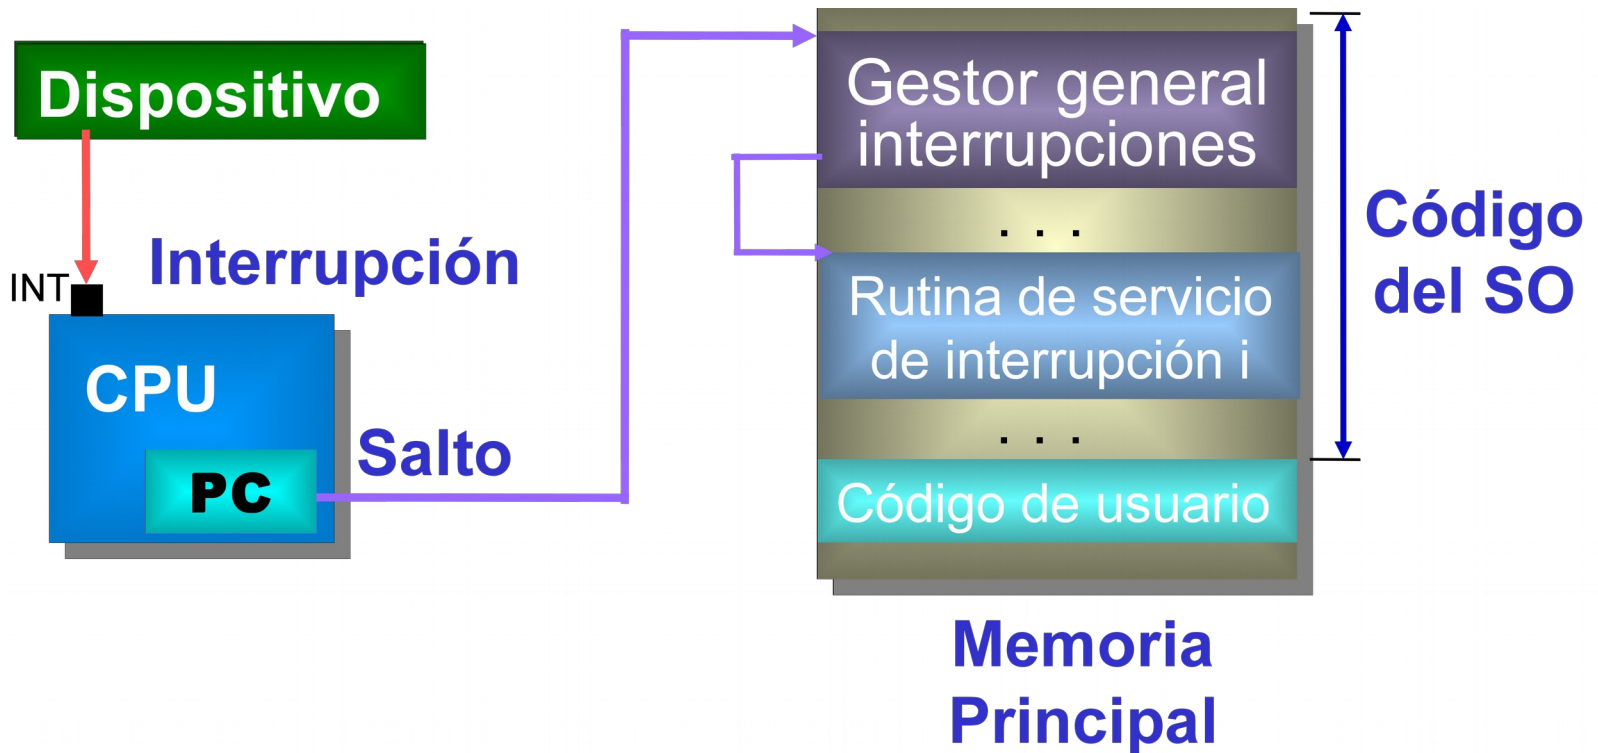 Dispositivo
INT
Interrupción
CPU
PC
Salto
Gestor general
interrupciones
. . .
Rutina de servicio
de interrupción i
. . .
Código de usuario
Código
del SO
Memoria
Principal